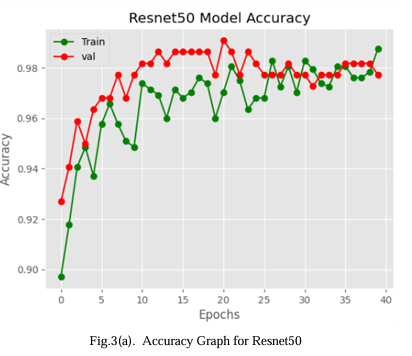 Resnet50 Model Accuracy
Train
val
0.98
0.96
0.94
0.92
0.90
Accuracy
0 5 10 15 20 25 30 35 40
Epochs
Fig.3(a). Accuracy Graph for Resnet50